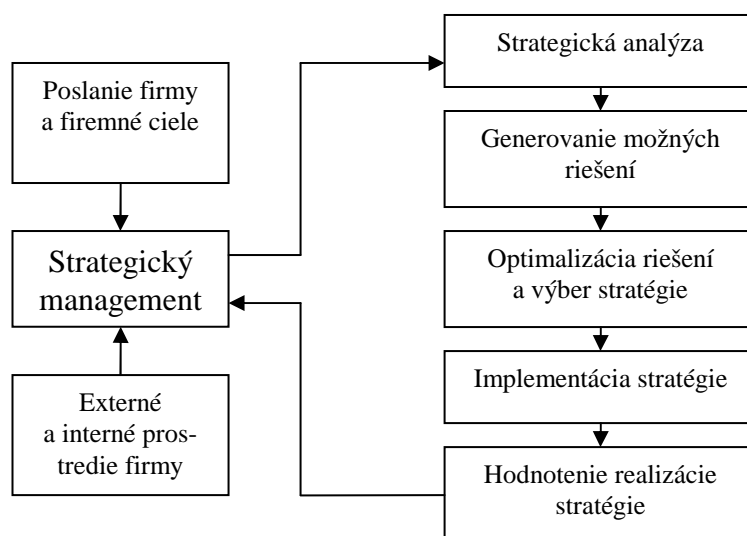 Poslanie firmy
a firemné ciele
Strategický
management
Externé
a interné pros-
tredie firmy
Strategická analýza
Generovanie možných
riešení
Optimalizácia riešení
a výber stratégie
Implementácia stratégie
Hodnotenie realizácie
stratégie